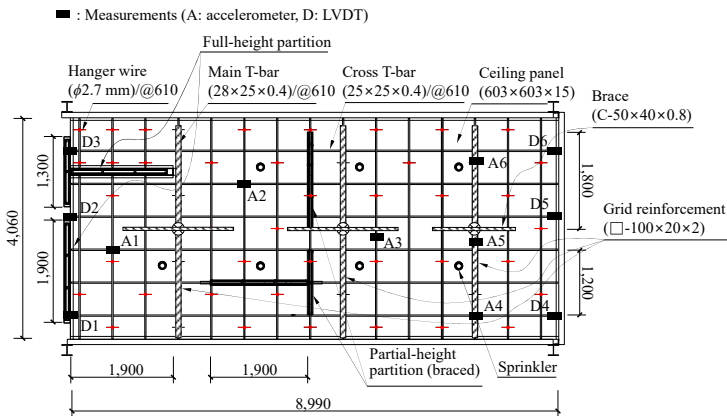 : Measurements (A: accelerometer, D: LVDT)
Full-height partition
Hanger wire
(ϕ2.7 mm)/@610
Main T-bar
(28×25×0.4)/@610
Cross T-bar
(25×25×0.4)/@610
Ceiling panel
(603×603×15)
Brace
(C-50×40×0.8)
D3
D6
A6
1,300
A2
1,800
4,060
D2
D5
Grid reinforcement
(□-100×20×2)
A1
A3
A5
1,900
1,200
D1
A4
D4
Partial-height
partition (braced)
Sprinkler
1,900
1,900
8,990